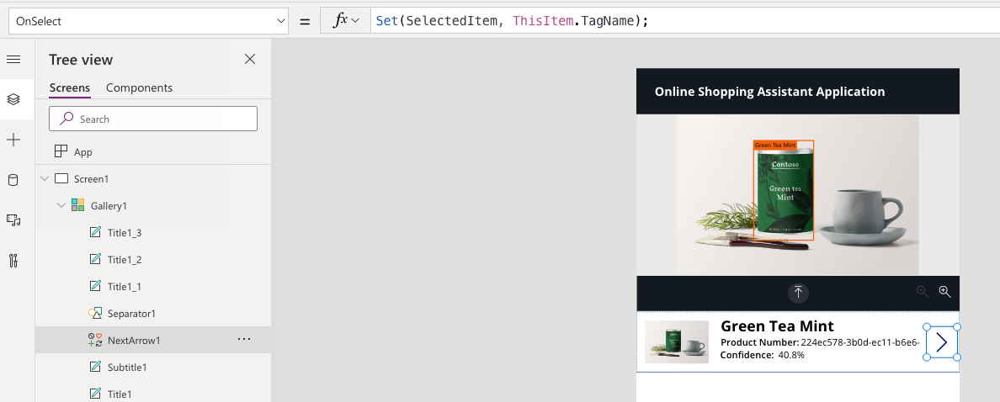 OnSelect
=
fx
Set(SelectedItem, ThisItem.TagName);
Tree view
Screens
Components
Search
App
Screen1
Gallery1
Title1_3
Title1_2
Title1_1
Separator1
NextArrow1
Subtitle1
Title1
Online Shopping Assistant Application
Green Tea Mint
Contoso
Green tea
Mint
Green Tea Mint
Product Number: 224ec578-3b0d-ec11-b6e6-
Confidence: 40.8%